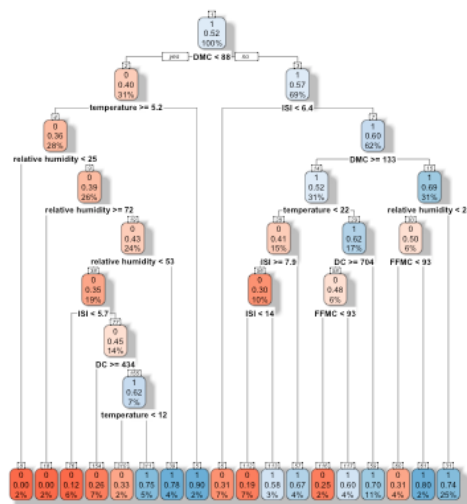 1
0.52
100%
yes DMC < 88 no
0
0.40
31%
1
0.57
69%
temperature >= 5.2
ISI < 6.4
0
0.36
28%
1
0.60
62%
relative humidity < 25
DMC >= 133
0
0.39
26%
1
0.52
31%
1
0.69
31%
relative humidity >= 72
temperature < 22
relative humidity < 2
0
0.43
24%
0
0.41
15%
1
0.62
17%
0
0.50
6%
relative humidity < 53
ISI >= 7.9
DC >= 704
FFMC < 93
0
0.35
19%
0
0.30
10%
0
0.48
6%
ISI < 5.7
ISI < 14
FFMC < 93
0
0.45
14%
DC >= 434
1
0.62
7%
temperature < 12
0 0 0 0 0 1 1 1 0 0 1 1 0 1 1 0 1 1
0.00 0.00 0.12 0.26 0.33 0.75 0.78 0.90 0.31 0.19 0.58 0.67 0.25 0.60 0.70 0.31 0.80 0.74
2% 2% 6% 7% 2% 5% 4% 2% 7% 7% 3% 4% 2% 4% 11% 4% 2% 25%